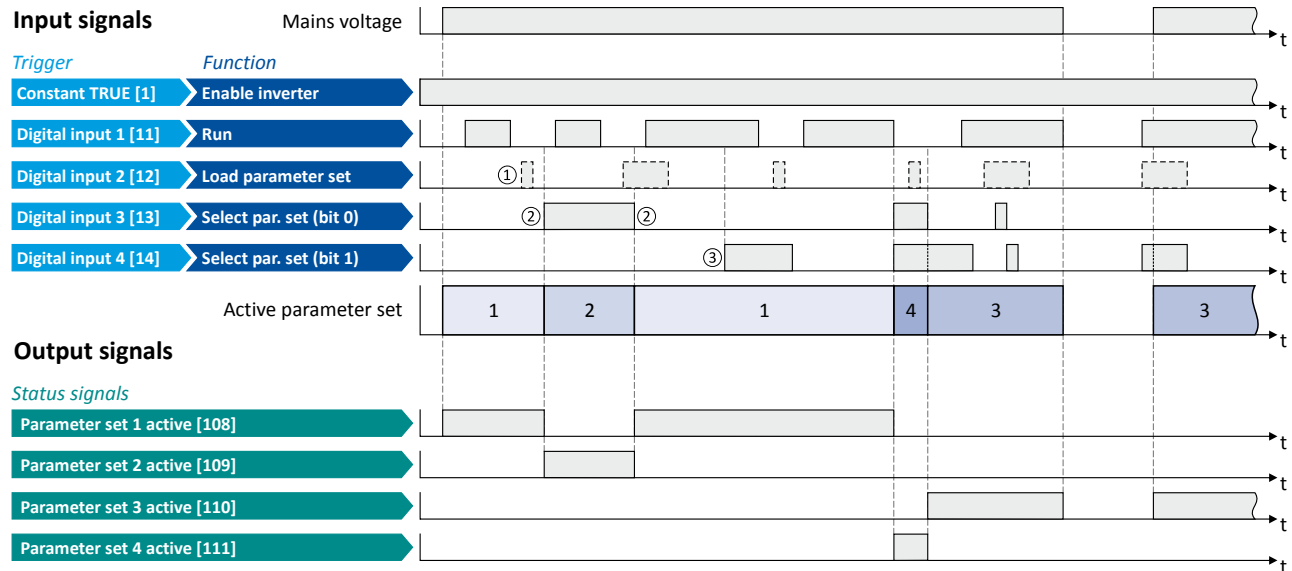 Input signals
Mains voltage
t
Trigger
Function
Constant TRUE [1]
Enable inverter
t
Digital input 1 [11]
Run
t
Digital input 2 [12]
Load parameter set
①
t
Digital input 3 [13]
Select par. set (bit 0)
② ②
t
Digital input 4 [14]
Select par. set (bit 1)
③
t
Active parameter set
1 2 1 4 3 3
t
Output signals
Status signals
Parameter set 1 active [108]
t
Parameter set 2 active [109]
t
Parameter set 3 active [110]
t
Parameter set 4 active [111]
t